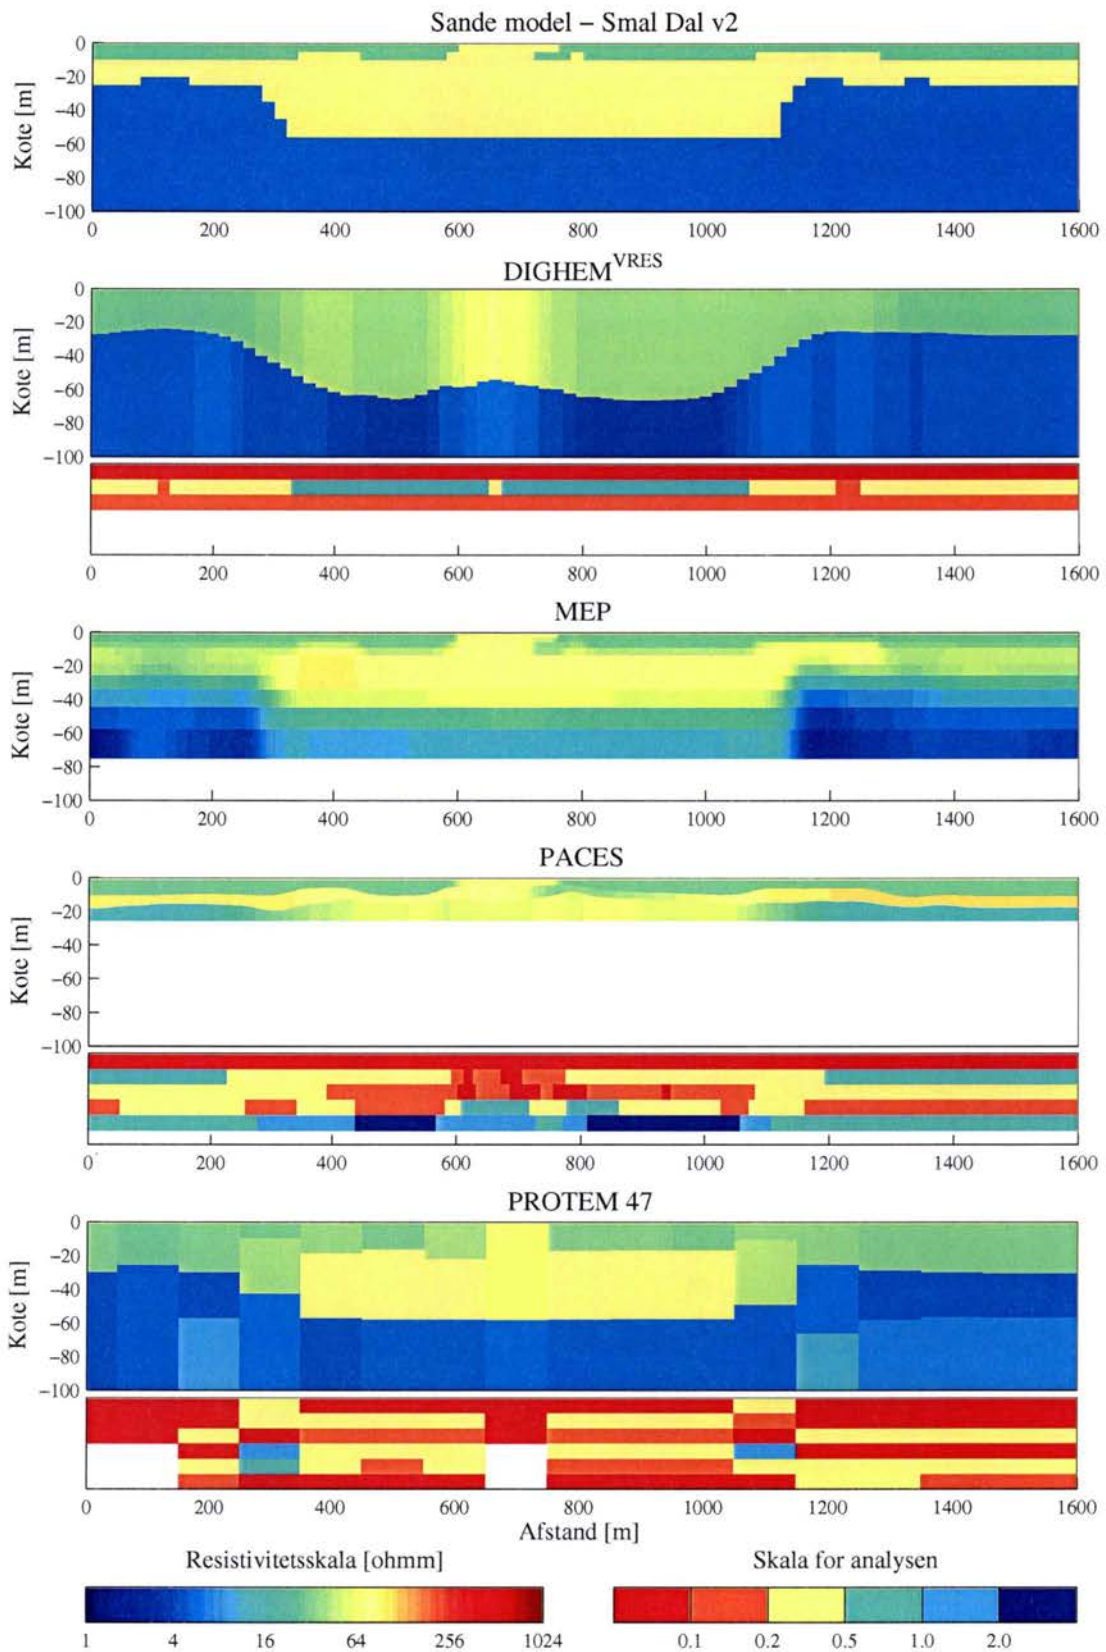 Sande model – Smal Dal v2
Kote [m]
0
−20
−40
−60
−80
−100
0 200 400 600 800 1000 1200 1400 1600
DIGHEM^VRES
Kote [m]
0
−20
−40
−60
−80
−100
0 200 400 600 800 1000 1200 1400 1600
MEP
Kote [m]
0
−20
−40
−60
−80
−100
0 200 400 600 800 1000 1200 1400 1600
PACES
Kote [m]
0
−20
−40
−60
−80
−100
0 200 400 600 800 1000 1200 1400 1600
PROTEM 47
Kote [m]
0
−20
−40
−60
−80
−100
0 200 400 600 800 1000 1200 1400 1600
Afstand [m]
Resistivitetsskala [ohmm]
1 4 16 64 256 1024
Skala for analysen
0.1 0.2 0.5 1.0 2.0